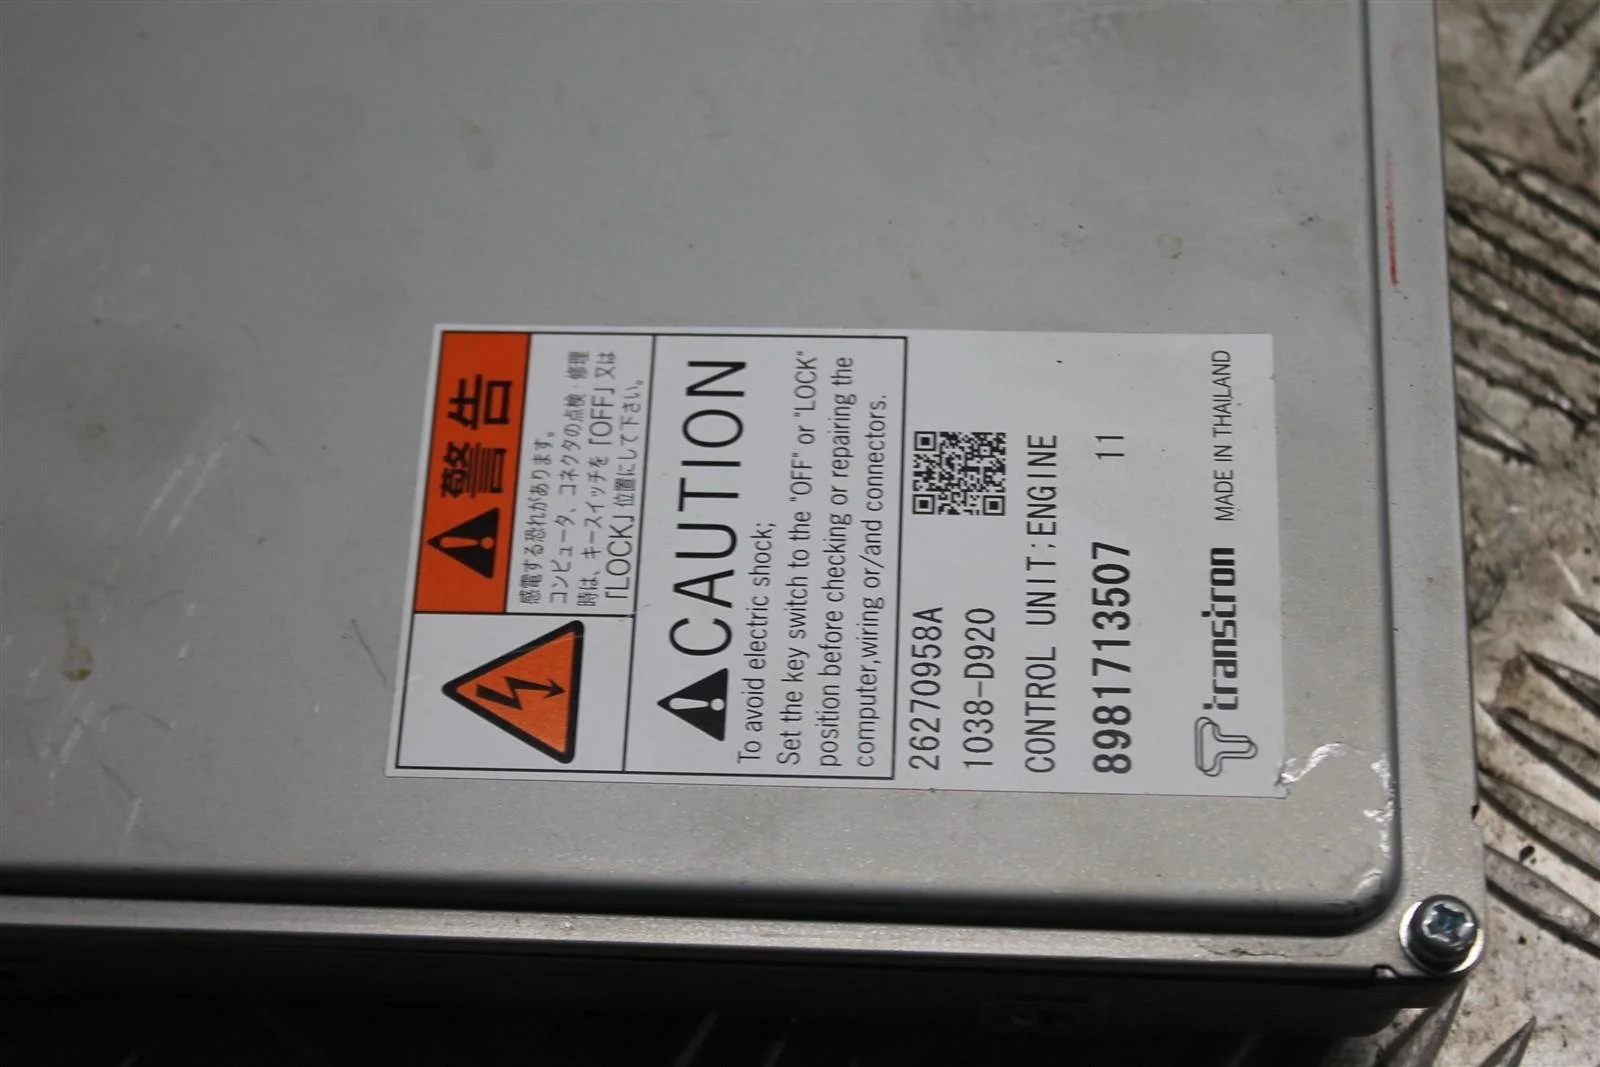 警告
感電する恐れがあります。
コンピュータ、コネクタの点検・修理
時は、キースイッチを「OFF」又は
「LOCK」位置にして下さい。
CAUTION
To avoid electric shock;
Set the key switch to the "OFF" or "LOCK"
position before checking or repairing the
computer,wiring or/and connectors.
26270958A
1038-D920
CONTROL UNIT;ENGINE
8981713507 11
transtron MADE IN THAILAND